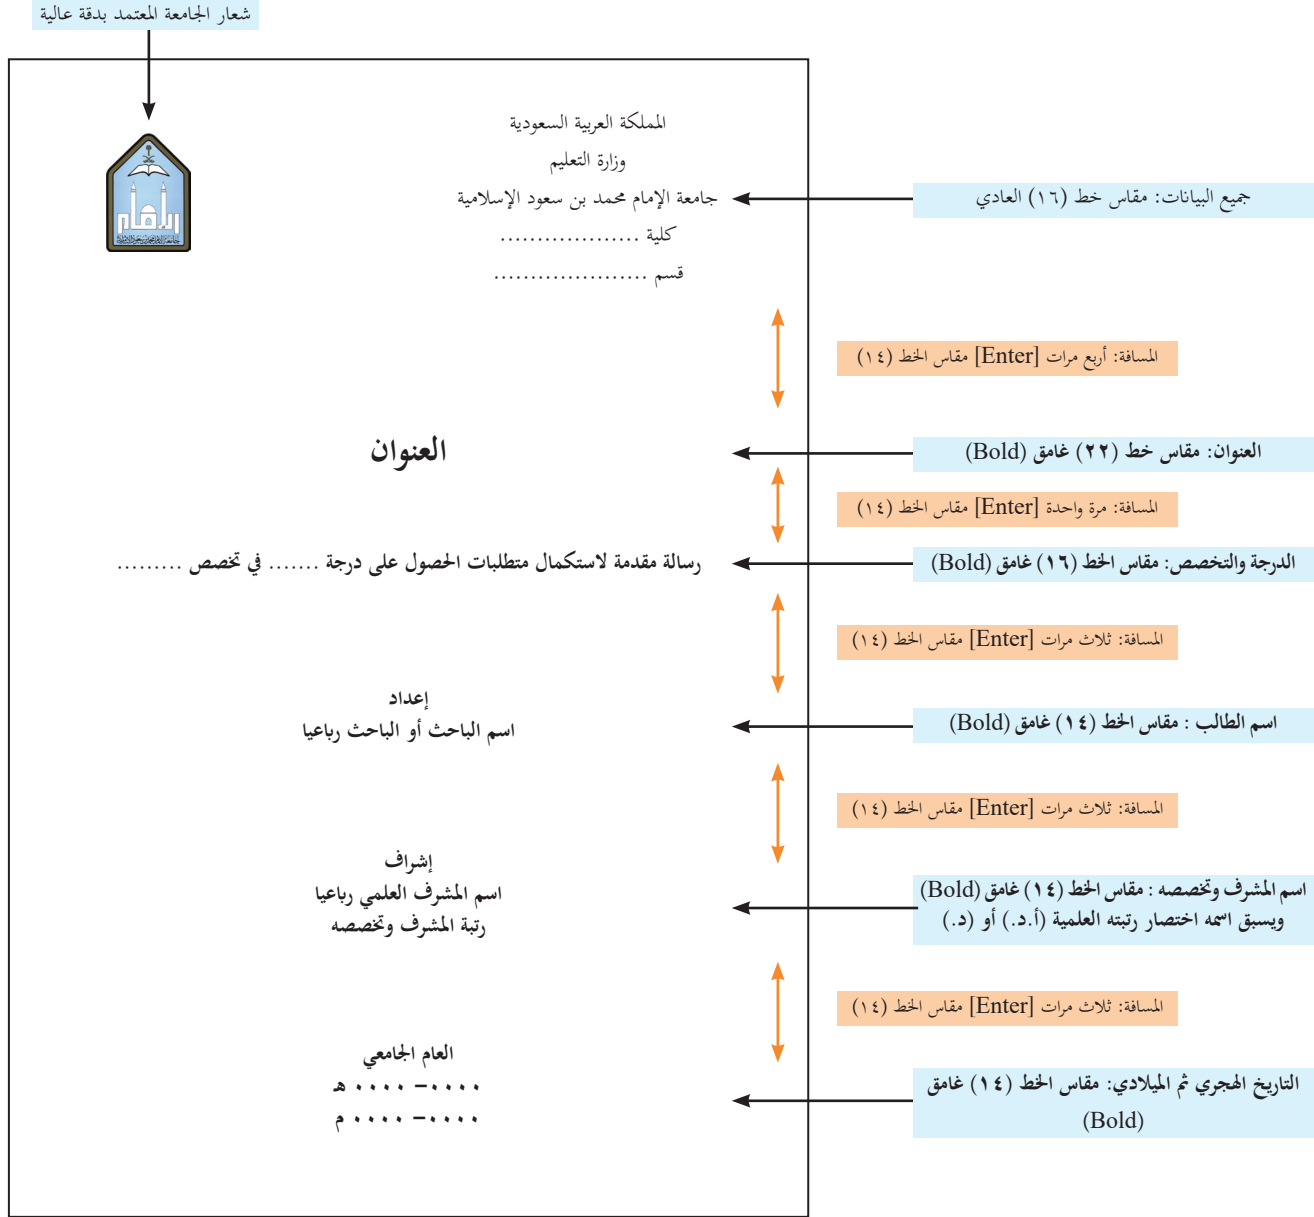 شعار الجامعة المعتمد بدقة عالية
المملكة العربية السعودية
وزارة التعليم
جامعة الإمام محمد بن سعود الإسلامية
جميع البيانات: مقاس خط (١٦) العادي
كلية ...................
قسم .....................
المسافة: أربع مرات [Enter] مقاس الخط (١٤)
العنوان
العنوان: مقاس خط (٢٢) غامق (Bold)
المسافة: مرة واحدة [Enter] مقاس الخط (١٤)
رسالة مقدمة لاستكمال متطلبات الحصول على درجة ....... في تخصص .........
الدرجة والتخصص: مقاس الخط (١٦) غامق (Bold)
المسافة: ثلاث مرات [Enter] مقاس الخط (١٤)
إعداد
اسم الباحث أو الباحث رباعيا
اسم الطالب : مقاس الخط (١٤) غامق (Bold)
المسافة: ثلاث مرات [Enter] مقاس الخط (١٤)
إشراف
اسم المشرف العلمي رباعيا
رتبة المشرف وتخصصه
اسم المشرف وتخصصه : مقاس الخط (١٤) غامق (Bold)
ويسبق اسمه اختصار رتبته العلمية (أ.د.) أو (د.)
المسافة: ثلاث مرات [Enter] مقاس الخط (١٤)
العام الجامعي
٠٠٠٠– ٠٠٠٠ هـ
٠٠٠٠– ٠٠٠٠ م
التاريخ الهجري ثم الميلادي: مقاس الخط (١٤) غامق
(Bold)